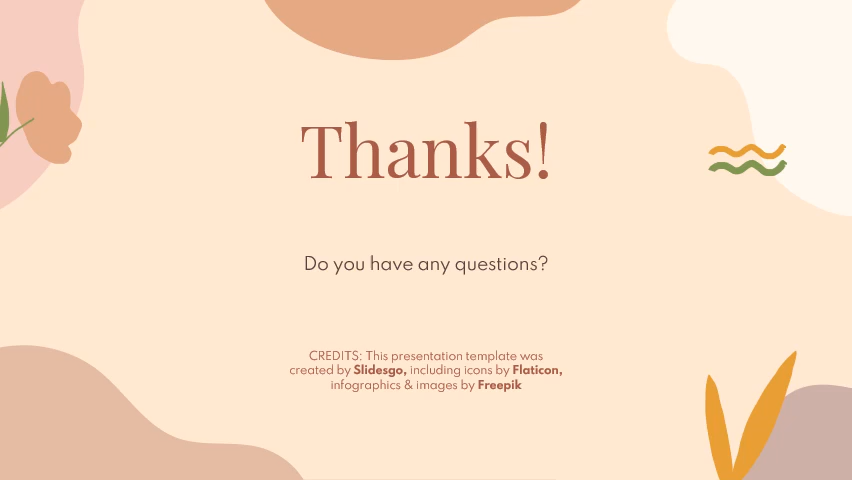 Thanks!
Do you have any questions?
CREDITS: This presentation template was
created by Slidesgo, including icons by Flaticon,
infographics & images by Freepik